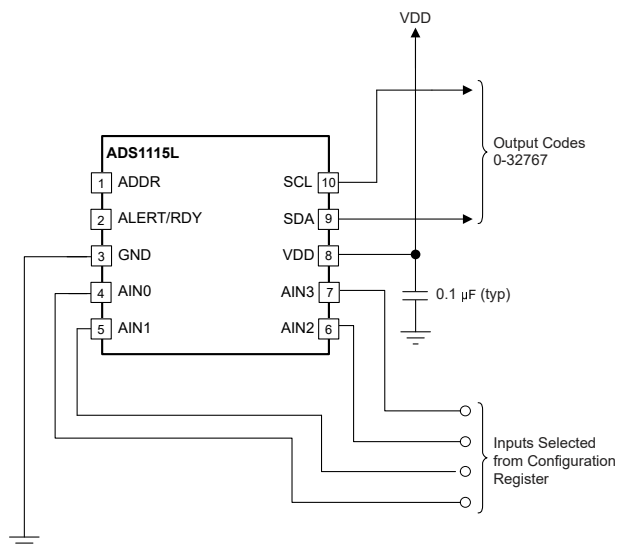 VDD
ADS1115L
Output Codes
0-32767
1 ADDR
SCL 10
2 ALERT/RDY
SDA 9
3 GND
VDD 8
4 AIN0
AIN3 7
0.1 μF (typ)
5 AIN1
AIN2 6
Inputs Selected
from Configuration
Register